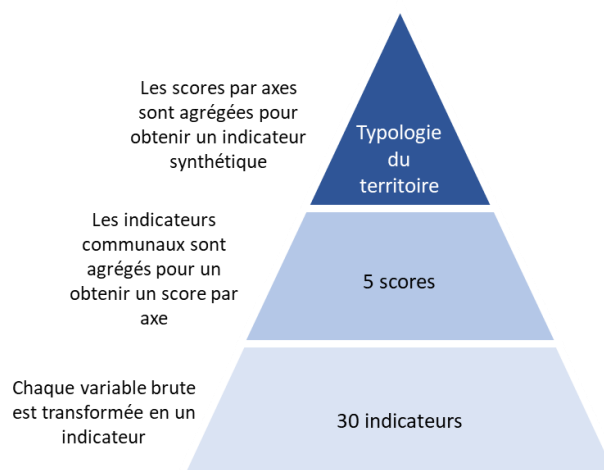 Les scores par axes
sont agrégées pour
obtenir un indicateur
synthétique
Typologie
du
territoire
Les indicateurs
communaux sont
agrégés pour un
obtenir un score par
axe
5 scores
Chaque variable brute
est transformée en un
indicateur
30 indicateurs